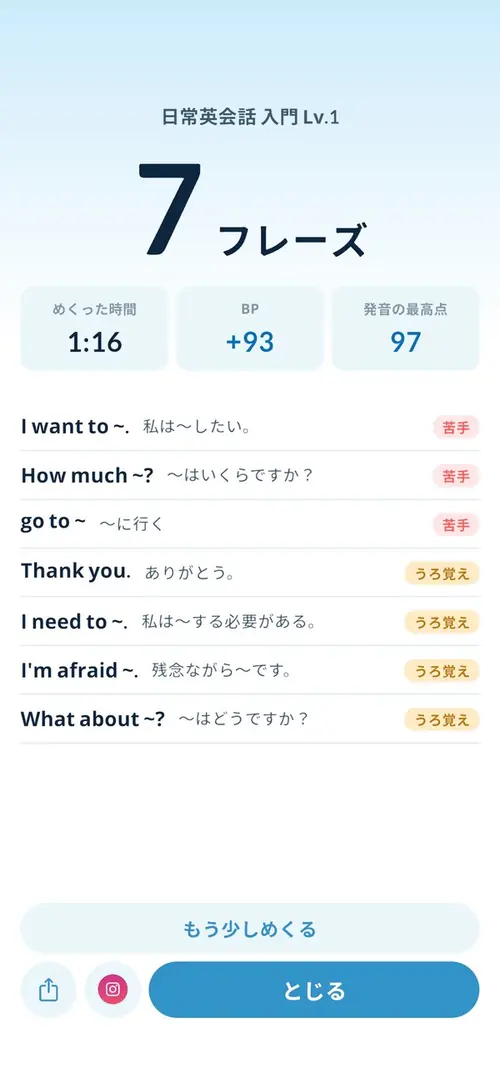 日常英会話 入門 Lv.1
7 フレーズ
めくった時間 BP 発音の最高点
1:16 +93 97
I want to ~. 私は〜したい。 苦手
How much ~? 〜はいくらですか？ 苦手
go to ~ 〜に行く 苦手
Thank you. ありがとう。 うろ覚え
I need to ~. 私は〜する必要がある。 うろ覚え
I'm afraid ~. 残念ながら〜です。 うろ覚え
What about ~? 〜はどうですか？ うろ覚え
もう少しめくる
とじる